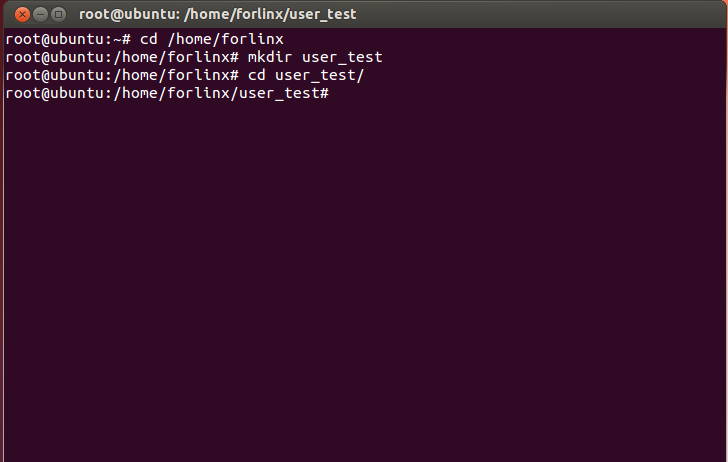 root@ubuntu: /home/forlinx/user_test
root@ubuntu:~# cd /home/forlinx
root@ubuntu:/home/forlinx# mkdir user_test
root@ubuntu:/home/forlinx# cd user_test/
root@ubuntu:/home/forlinx/user_test#